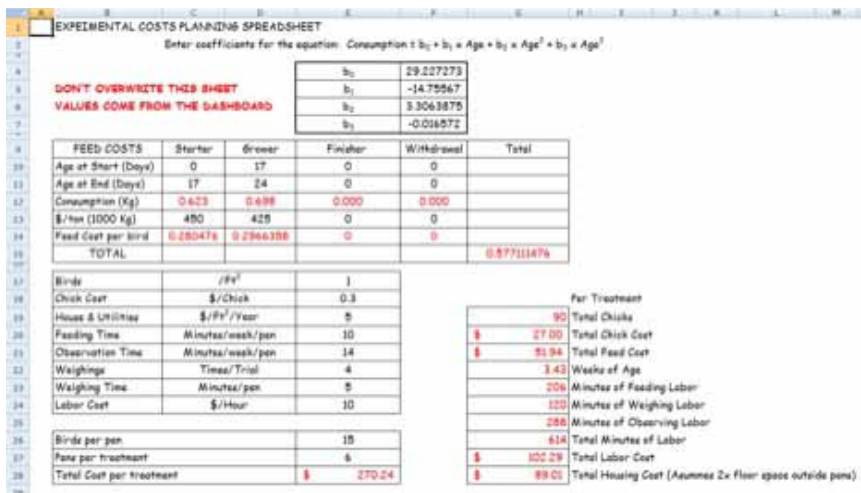 EXPEIMENTAL COSTS PLANNING SPREADSHEET
Enter coefficients for the equation: Consumption = b₀ + b₁ x Age + b₂ x Age² + b₃ x Age³
b₀ 29.227273
DON'T OVERWRITE THIS SHEET b₁ -14.75567
VALUES COME FROM THE DASHBOARD b₂ 3.3063875
b₃ -0.016572
FEED COSTS Starter Grower Finisher Withdrawal Total
Age at Start (Days) 0 17 0 0
Age at End (Days) 17 24 0 0
Consumption (Kg) 0.623 0.698 0.000 0.000
$/ton (1000 Kg) 450 425 0 0
Feed Cost per bird 0.280476 0.2966358 0 0
TOTAL 0.577111476
Birds /Ft² 1
Chick Cost $/Chick 0.3 Per Treatment
House & Utilities $/Ft²/Year 5 90 Total Chicks
Feeding Time Minutes/week/pen 10 $ 27.00 Total Chick Cost
Observation Time Minutes/week/pen 14 $ 51.94 Total Feed Cost
Weighings Times/Trial 4 3.43 Weeks of Age
Weighing Time Minutes/pen 5 206 Minutes of Feeding Labor
Labor Cost $/Hour 10 120 Minutes of Weighing Labor
288 Minutes of Observing Labor
Birds per pen 15 614 Total Minutes of Labor
Pens per treatment 6 $ 102.29 Total Labor Cost
Total Cost per treatment $ 270.24 $ 89.01 Total Housing Cost (Asumnes 2x floor space outside pens)